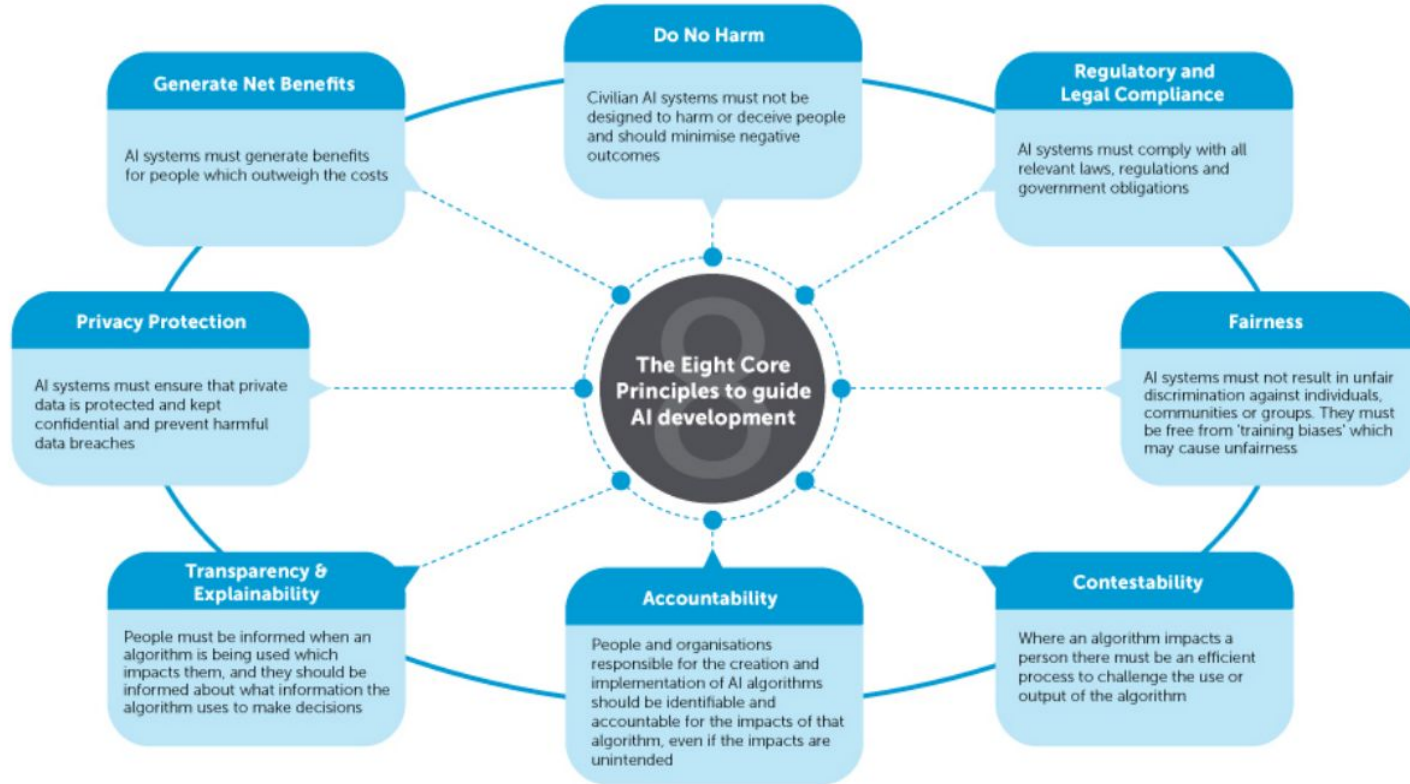 Do No Harm
Civilian AI systems must not be
designed to harm or deceive people
and should minimise negative
outcomes
Generate Net Benefits
AI systems must generate benefits
for people which outweigh the costs
Regulatory and
Legal Compliance
AI systems must comply with all
relevant laws, regulations and
government obligations
Privacy Protection
AI systems must ensure that private
data is protected and kept
confidential and prevent harmful
data breaches
8
The Eight Core
Principles to guide
AI development
Fairness
AI systems must not result in unfair
discrimination against individuals,
communities or groups. They must
be free from 'training biases' which
may cause unfairness
Transparency &
Explainability
People must be informed when an
algorithm is being used which
impacts them, and they should be
informed about what information the
algorithm uses to make decisions
Accountability
People and organisations
responsible for the creation and
implementation of AI algorithms
should be identifiable and
accountable for the impacts of that
algorithm, even if the impacts are
unintended
Contestability
Where an algorithm impacts a
person there must be an efficient
process to challenge the use or
output of the algorithm